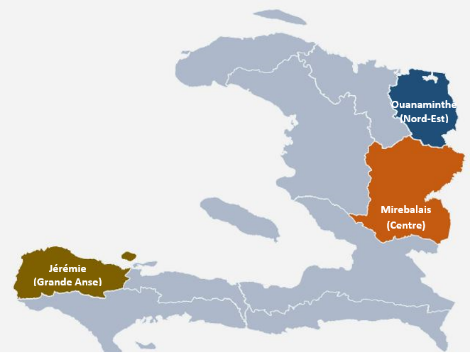 Ouanaminthe
(Nord-Est)
Mirebalais
(Centre)
Jérémie
(Grande Anse)